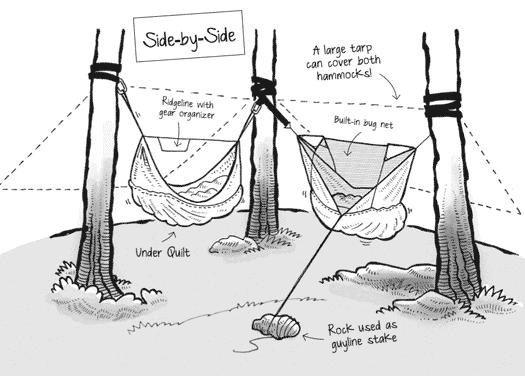 Side-by-Side
A large tarp
can cover both
hammocks!
Ridgeline with
gear organizer
Built-in bug net
Under Quilt
Rock used as
guyline stake